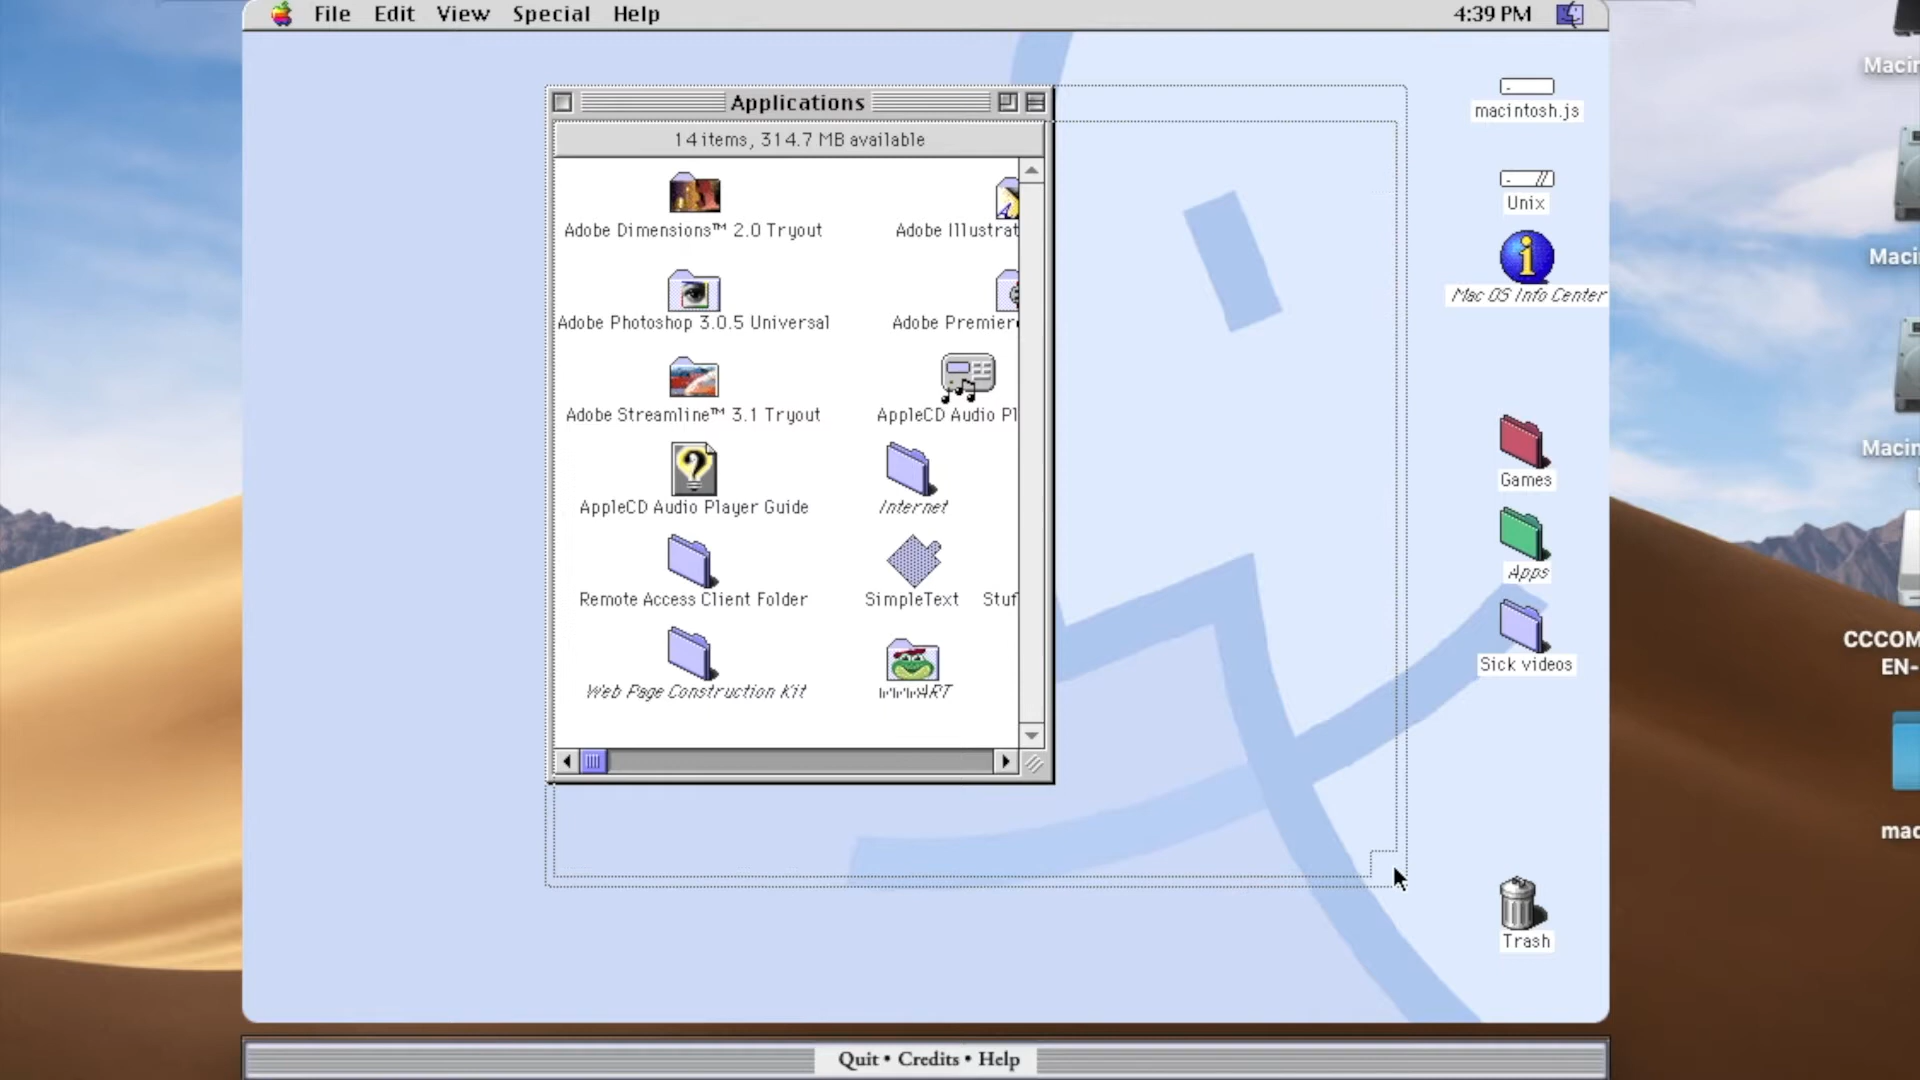 File Edit View Special Help
4:39 PM
Applications
14 items, 314.7 MB available
Adobe Dimensions™ 2.0 Tryout
Adobe Illustrat
Adobe Photoshop 3.0.5 Universal
Adobe Premier
Adobe Streamline™ 3.1 Tryout
AppleCD Audio Pl
AppleCD Audio Player Guide
Internet
Remote Access Client Folder
SimpleText
Stuf
Web Page Construction Kit
wwwART
macintosh.js
Unix
Mac OS Info Center
Games
Apps
Sick videos
Trash
Quit • Credits • Help
Macin
Macin
Macin
CCCOM
EN-
mac